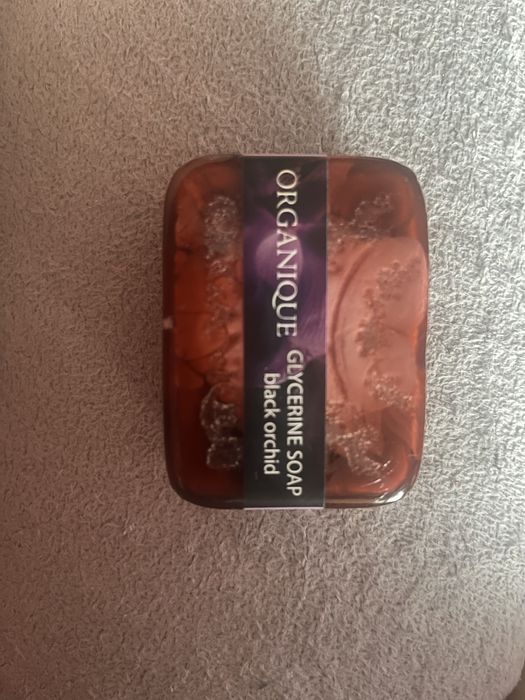 ORGANIQUE
GLYCERINE SOAP
black orchid